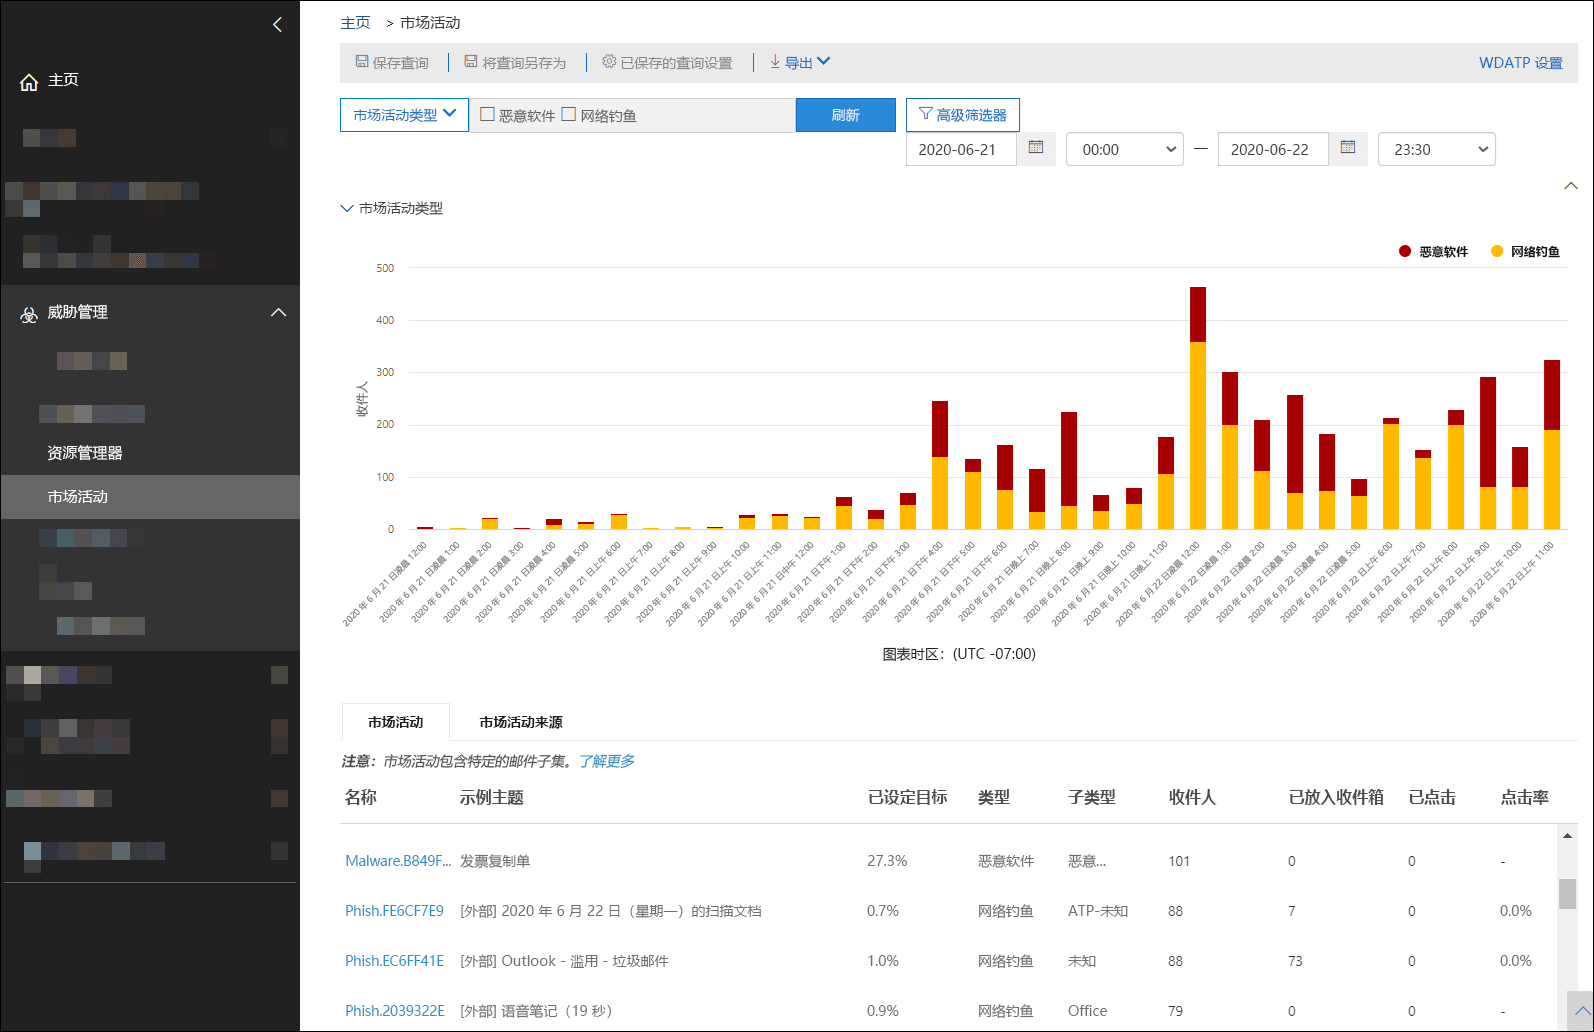 主页 > 市场活动
主页
保存查询 将查询另存为 已保存的查询设置 导出 WDATP 设置
市场活动类型 恶意软件 网络钓鱼 刷新 高级筛选器
2020-06-21 00:00 — 2020-06-22 23:30
市场活动类型
威胁管理
资源管理器
市场活动
恶意软件 网络钓鱼
收件人
500
400
300
200
100
0
2020 年 6 月 21 日凌晨 12:00
2020 年 6 月 21 日凌晨 1:00
2020 年 6 月 21 日凌晨 2:00
2020 年 6 月 21 日凌晨 3:00
2020 年 6 月 21 日凌晨 4:00
2020 年 6 月 21 日凌晨 5:00
2020 年 6 月 21 日上午 6:00
2020 年 6 月 21 日上午 7:00
2020 年 6 月 21 日上午 8:00
2020 年 6 月 21 日上午 9:00
2020 年 6 月 21 日上午 10:00
2020 年 6 月 21 日上午 11:00
2020 年 6 月 21 日中午 12:00
2020 年 6 月 21 日下午 1:00
2020 年 6 月 21 日下午 2:00
2020 年 6 月 21 日下午 3:00
2020 年 6 月 21 日下午 4:00
2020 年 6 月 21 日下午 5:00
2020 年 6 月 21 日下午 6:00
2020 年 6 月 21 日晚上 7:00
2020 年 6 月 21 日晚上 8:00
2020 年 6 月 21 日晚上 9:00
2020 年 6 月 21 日晚上 10:00
2020 年 6 月 21 日晚上 11:00
2020 年 6 月 22 日凌晨 12:00
2020 年 6 月 22 日凌晨 1:00
2020 年 6 月 22 日凌晨 2:00
2020 年 6 月 22 日凌晨 3:00
2020 年 6 月 22 日凌晨 4:00
2020 年 6 月 22 日凌晨 5:00
2020 年 6 月 22 日上午 6:00
2020 年 6 月 22 日上午 7:00
2020 年 6 月 22 日上午 8:00
2020 年 6 月 22 日上午 9:00
2020 年 6 月 22 日上午 10:00
2020 年 6 月 22 日上午 11:00
图表时区：(UTC -07:00)
市场活动 市场活动来源
注意：市场活动包含特定的邮件子集。了解更多
名称 示例主题 已设定目标 类型 子类型 收件人 已放入收件箱 已点击 点击率
Malware.B849F... 发票复制单 27.3% 恶意软件 恶意... 101 0 0 -
Phish.FE6CF7E9 [外部] 2020 年 6 月 22 日（星期一）的扫描文档 0.7% 网络钓鱼 ATP-未知 88 7 0 0.0%
Phish.EC6FF41E [外部] Outlook - 滥用 - 垃圾邮件 1.0% 网络钓鱼 未知 88 73 0 0.0%
Phish.2039322E [外部] 语音笔记（19 秒） 0.9% 网络钓鱼 Office 79 0 0 -